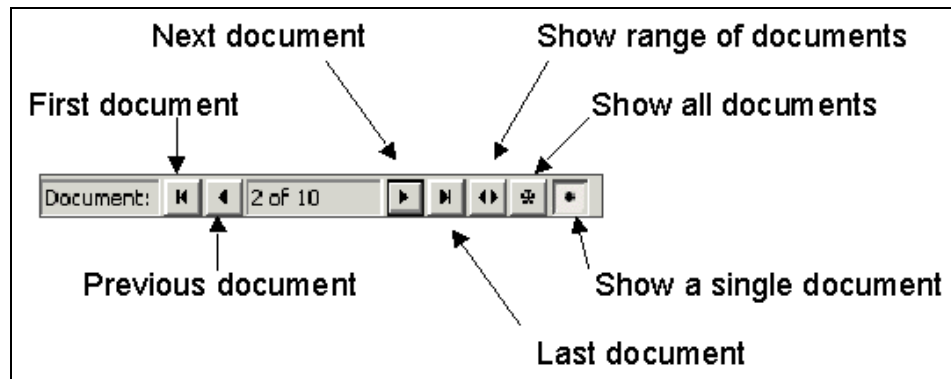 Next document
Show range of documents
First document
Show all documents
Document:
2 of 10
Previous document
Show a single document
Last document